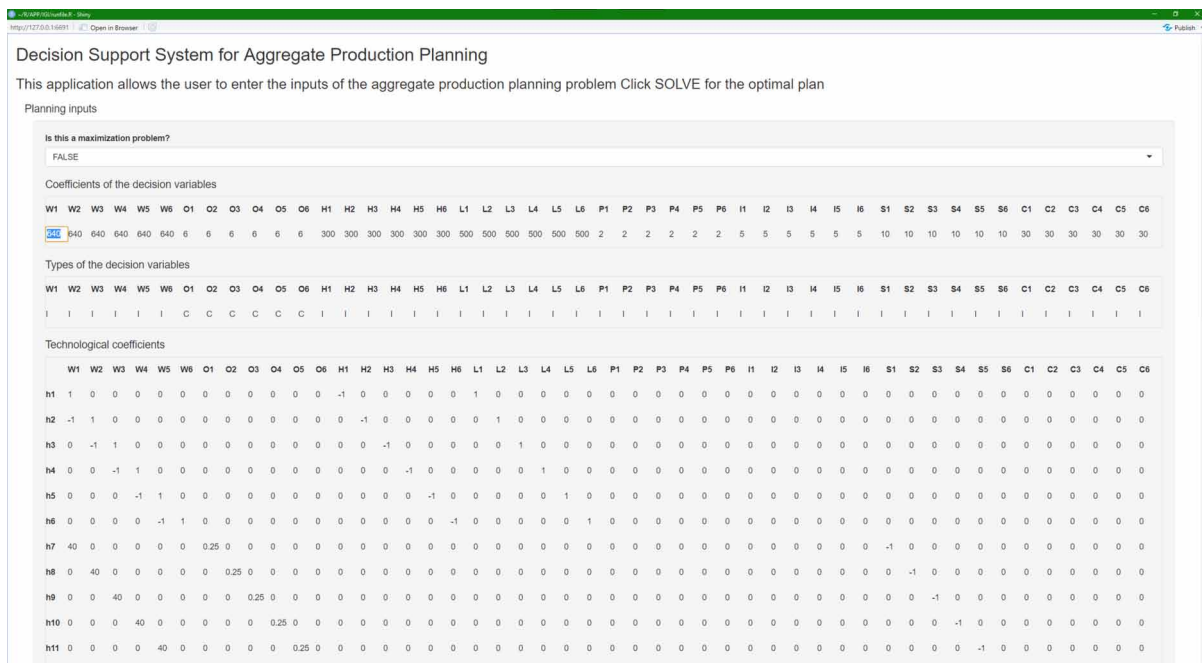 ~/R/APP/IGI/runfile.R - Shiny
http://127.0.0.1:6691 Open in Browser Publish
Decision Support System for Aggregate Production Planning
This application allows the user to enter the inputs of the aggregate production planning problem Click SOLVE for the optimal plan
Planning inputs
Is this a maximization problem?
FALSE
Coefficients of the decision variables
W1 W2 W3 W4 W5 W6 O1 O2 O3 O4 O5 O6 H1 H2 H3 H4 H5 H6 L1 L2 L3 L4 L5 L6 P1 P2 P3 P4 P5 P6 I1 I2 I3 I4 I5 I6 S1 S2 S3 S4 S5 S6 C1 C2 C3 C4 C5 C6
640 640 640 640 640 640 6 6 6 6 6 6 300 300 300 300 300 300 500 500 500 500 500 500 2 2 2 2 2 2 5 5 5 5 5 5 10 10 10 10 10 10 30 30 30 30 30 30
Types of the decision variables
W1 W2 W3 W4 W5 W6 O1 O2 O3 O4 O5 O6 H1 H2 H3 H4 H5 H6 L1 L2 L3 L4 L5 L6 P1 P2 P3 P4 P5 P6 I1 I2 I3 I4 I5 I6 S1 S2 S3 S4 S5 S6 C1 C2 C3 C4 C5 C6
I I I I I I C C C C C C I I I I I I I I I I I I I I I I I I I I I I I I I I I I I I I I I I I I
Technological coefficients
W1 W2 W3 W4 W5 W6 O1 O2 O3 O4 O5 O6 H1 H2 H3 H4 H5 H6 L1 L2 L3 L4 L5 L6 P1 P2 P3 P4 P5 P6 I1 I2 I3 I4 I5 I6 S1 S2 S3 S4 S5 S6 C1 C2 C3 C4 C5 C6
h1 1 0 0 0 0 0 0 0 0 0 0 0 -1 0 0 0 0 0 1 0 0 0 0 0 0 0 0 0 0 0 0 0 0 0 0 0 0 0 0 0 0 0 0 0 0 0 0 0
h2 -1 1 0 0 0 0 0 0 0 0 0 0 0 -1 0 0 0 0 0 1 0 0 0 0 0 0 0 0 0 0 0 0 0 0 0 0 0 0 0 0 0 0 0 0 0 0 0 0
h3 0 -1 1 0 0 0 0 0 0 0 0 0 0 0 -1 0 0 0 0 0 1 0 0 0 0 0 0 0 0 0 0 0 0 0 0 0 0 0 0 0 0 0 0 0 0 0 0 0
h4 0 0 -1 1 0 0 0 0 0 0 0 0 0 0 0 -1 0 0 0 0 0 1 0 0 0 0 0 0 0 0 0 0 0 0 0 0 0 0 0 0 0 0 0 0 0 0 0 0
h5 0 0 0 -1 1 0 0 0 0 0 0 0 0 0 0 0 -1 0 0 0 0 0 1 0 0 0 0 0 0 0 0 0 0 0 0 0 0 0 0 0 0 0 0 0 0 0 0 0
h6 0 0 0 0 -1 1 0 0 0 0 0 0 0 0 0 0 0 -1 0 0 0 0 0 1 0 0 0 0 0 0 0 0 0 0 0 0 0 0 0 0 0 0 0 0 0 0 0 0
h7 40 0 0 0 0 0 0.25 0 0 0 0 0 0 0 0 0 0 0 0 0 0 0 0 0 0 0 0 0 0 0 0 0 0 0 0 0 -1 0 0 0 0 0 0 0 0 0 0 0
h8 0 40 0 0 0 0 0 0.25 0 0 0 0 0 0 0 0 0 0 0 0 0 0 0 0 0 0 0 0 0 0 0 0 0 0 0 0 0 -1 0 0 0 0 0 0 0 0 0 0
h9 0 0 40 0 0 0 0 0 0.25 0 0 0 0 0 0 0 0 0 0 0 0 0 0 0 0 0 0 0 0 0 0 0 0 0 0 0 0 0 -1 0 0 0 0 0 0 0 0 0
h10 0 0 0 40 0 0 0 0 0 0.25 0 0 0 0 0 0 0 0 0 0 0 0 0 0 0 0 0 0 0 0 0 0 0 0 0 0 0 0 0 -1 0 0 0 0 0 0 0 0
h11 0 0 0 0 40 0 0 0 0 0 0.25 0 0 0 0 0 0 0 0 0 0 0 0 0 0 0 0 0 0 0 0 0 0 0 0 0 0 0 0 0 -1 0 0 0 0 0 0 0